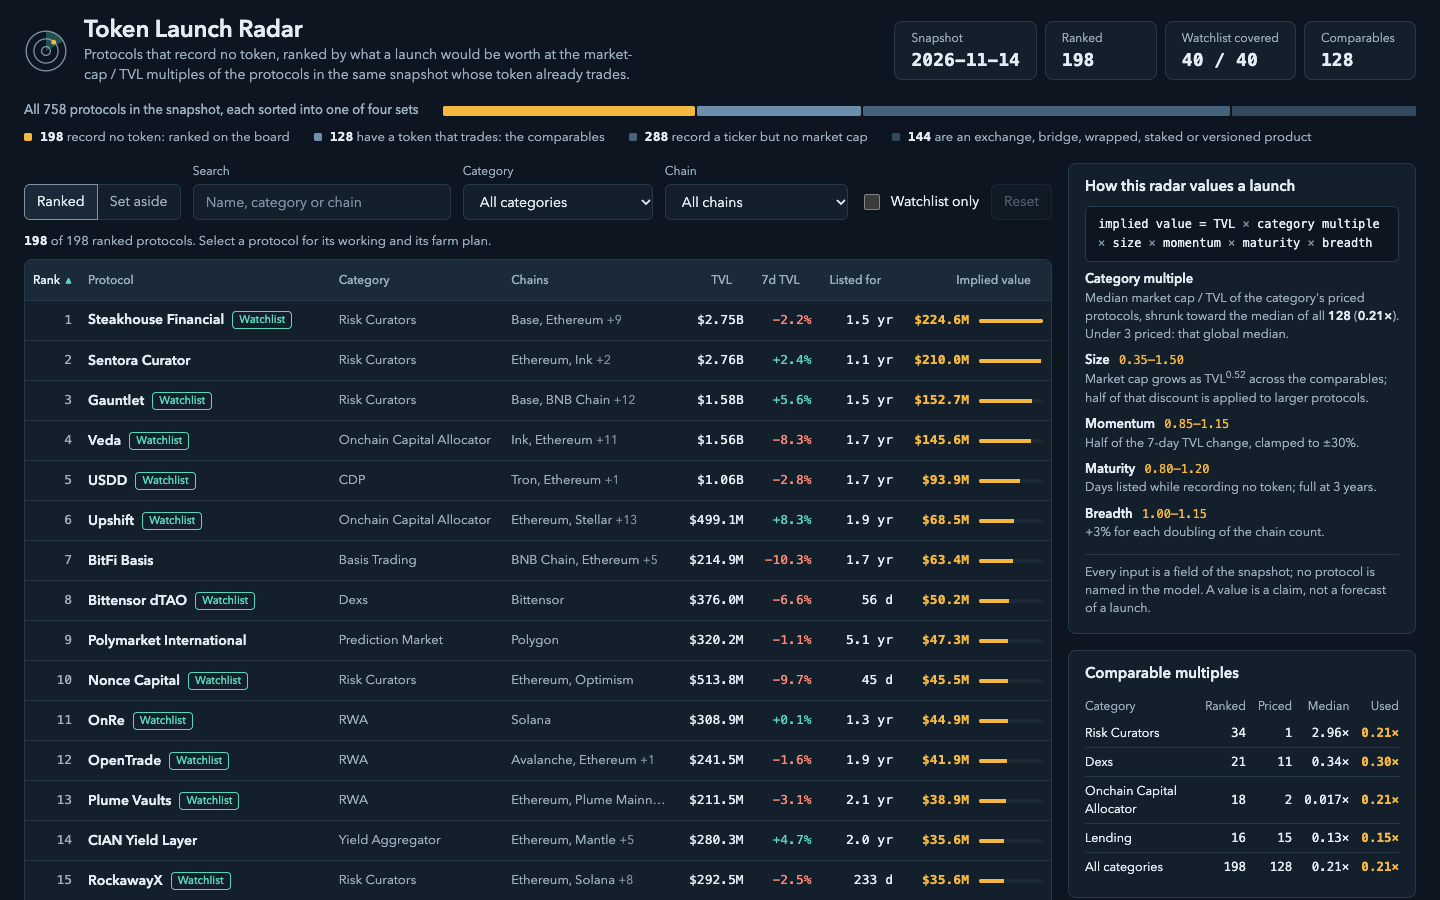 Token Launch Radar
Protocols that record no token, ranked by what a launch would be worth at the market-
cap / TVL multiples of the protocols in the same snapshot whose token already trades.
Snapshot
2026-11-14
Ranked
198
Watchlist covered
40 / 40
Comparables
128
All 758 protocols in the snapshot, each sorted into one of four sets
198 record no token: ranked on the board
128 have a token that trades: the comparables
288 record a ticker but no market cap
144 are an exchange, bridge, wrapped, staked or versioned product
Ranked
Set aside
Search
Name, category or chain
Category
All categories
Chain
All chains
Watchlist only
Reset
198 of 198 ranked protocols. Select a protocol for its working and its farm plan.
Rank ▲ Protocol Category Chains TVL 7d TVL Listed for Implied value
1 Steakhouse Financial Watchlist Risk Curators Base, Ethereum +9 $2.75B −2.2% 1.5 yr $224.6M
2 Sentora Curator Risk Curators Ethereum, Ink +2 $2.76B +2.4% 1.1 yr $210.0M
3 Gauntlet Watchlist Risk Curators Base, BNB Chain +12 $1.58B +5.6% 1.5 yr $152.7M
4 Veda Watchlist Onchain Capital Allocator Ink, Ethereum +11 $1.56B −8.3% 1.7 yr $145.6M
5 USDD Watchlist CDP Tron, Ethereum +1 $1.06B −2.8% 1.7 yr $93.9M
6 Upshift Watchlist Onchain Capital Allocator Ethereum, Stellar +13 $499.1M +8.3% 1.9 yr $68.5M
7 BitFi Basis Basis Trading BNB Chain, Ethereum +5 $214.9M −10.3% 1.7 yr $63.4M
8 Bittensor dTAO Watchlist Dexs Bittensor $376.0M −6.6% 56 d $50.2M
9 Polymarket International Prediction Market Polygon $320.2M −1.1% 5.1 yr $47.3M
10 Nonce Capital Watchlist Risk Curators Ethereum, Optimism $513.8M −9.7% 45 d $45.5M
11 OnRe Watchlist RWA Solana $308.9M +0.1% 1.3 yr $44.9M
12 OpenTrade Watchlist RWA Avalanche, Ethereum +1 $241.5M −1.6% 1.9 yr $41.9M
13 Plume Vaults Watchlist RWA Ethereum, Plume Mainn… $211.5M −3.1% 2.1 yr $38.9M
14 CIAN Yield Layer Yield Aggregator Ethereum, Mantle +5 $280.3M +4.7% 2.0 yr $35.6M
15 RockawayX Watchlist Risk Curators Ethereum, Solana +8 $292.5M −2.5% 233 d $35.6M
How this radar values a launch
implied value = TVL × category multiple
× size × momentum × maturity × breadth
Category multiple
Median market cap / TVL of the category's priced
protocols, shrunk toward the median of all 128 (0.21×).
Under 3 priced: that global median.
Size 0.35–1.50
Market cap grows as TVL0.52 across the comparables;
half of that discount is applied to larger protocols.
Momentum 0.85–1.15
Half of the 7-day TVL change, clamped to ±30%.
Maturity 0.80–1.20
Days listed while recording no token; full at 3 years.
Breadth 1.00–1.15
+3% for each doubling of the chain count.
Every input is a field of the snapshot; no protocol is
named in the model. A value is a claim, not a forecast
of a launch.
Comparable multiples
Category Ranked Priced Median Used
Risk Curators 34 1 2.96× 0.21×
Dexs 21 11 0.34× 0.30×
Onchain Capital
Allocator 18 2 0.017× 0.21×
Lending 16 15 0.13× 0.15×
All categories 198 128 0.21× 0.21×